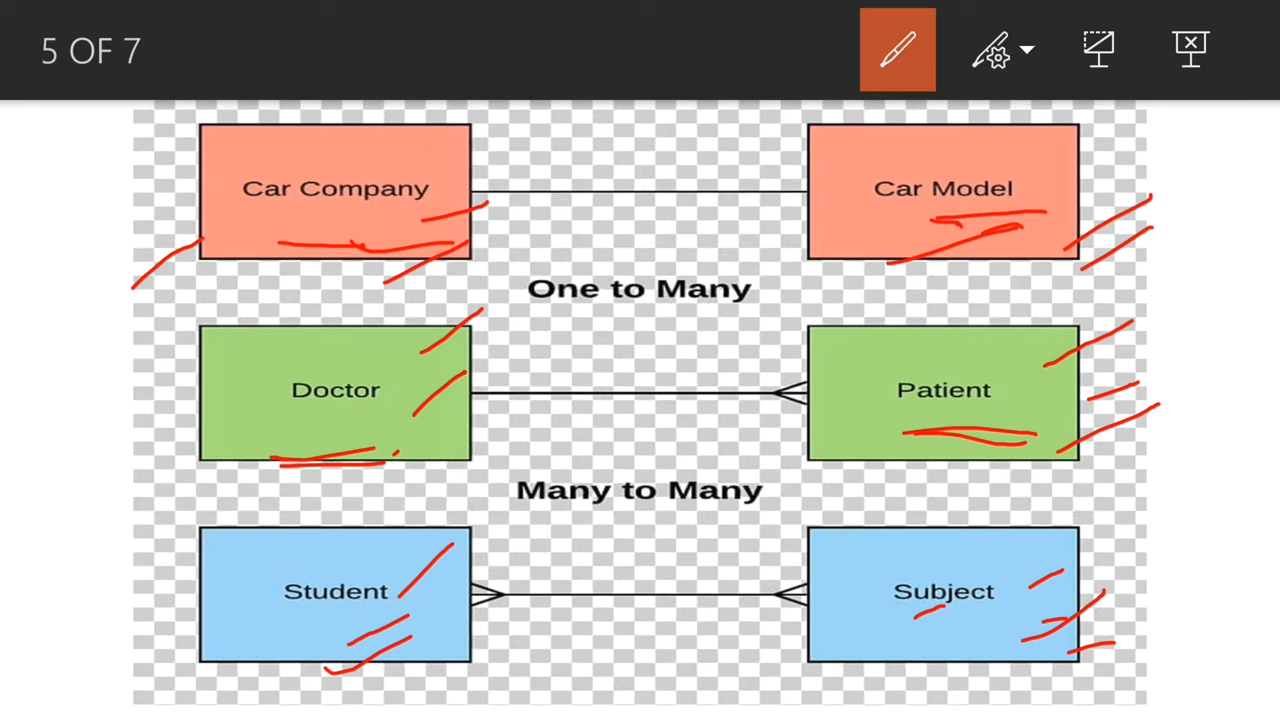 5 OF 7
Car Company
Car Model
One to Many
Doctor
Patient
Many to Many
Student
Subject